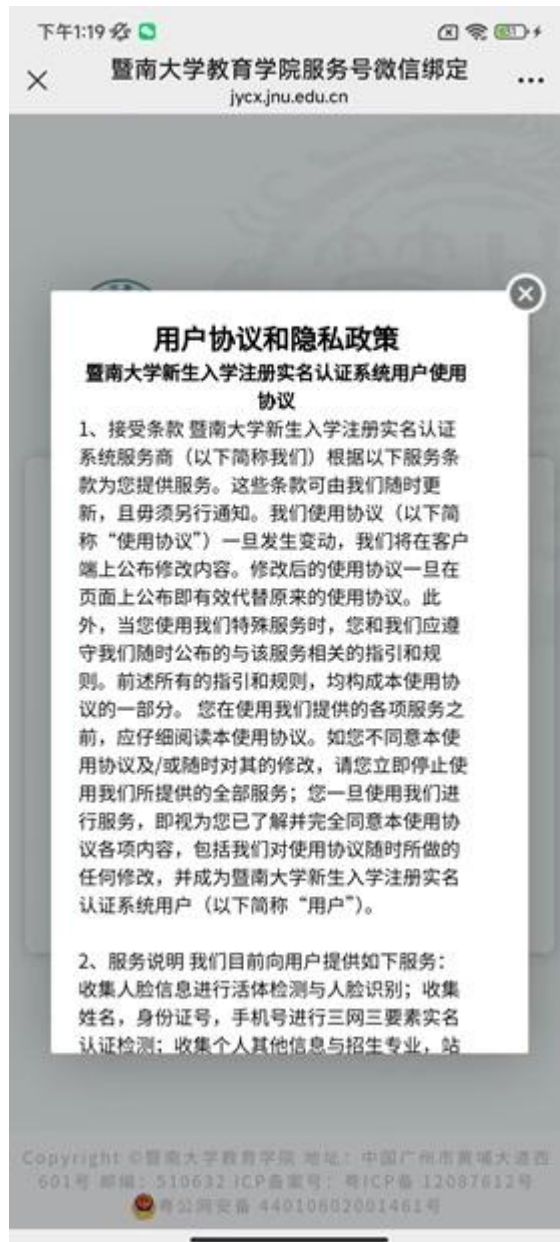 下午1:19
暨南大学教育学院服务号微信绑定
jycx.jnu.edu.cn
用户协议和隐私政策
暨南大学新生入学注册实名认证系统用户使用
协议
1、接受条款 暨南大学新生入学注册实名认证
系统服务商（以下简称我们）根据以下服务条
款为您提供服务。这些条款可由我们随时更
新，且毋须另行通知。我们使用协议（以下简
称“使用协议”）一旦发生变动，我们将在客户
端上公布修改内容。修改后的使用协议一旦在
页面上公布即有效代替原来的使用协议。此
外，当您使用我们特殊服务时，您和我们应遵
守我们随时公布的与该服务相关的指引和规
则。前述所有的指引和规则，均构成本使用协
议的一部分。 您在使用我们提供的各项服务之
前，应仔细阅读本使用协议。如您不同意本使
用协议及/或随时对其的修改，请您立即停止使
用我们所提供的全部服务；您一旦使用我们进
行服务，即视为您已了解并完全同意本使用协
议各项内容，包括我们对使用协议随时所做的
任何修改，并成为暨南大学新生入学注册实名
认证系统用户（以下简称“用户”）。
2、服务说明 我们目前向用户提供如下服务：
收集人脸信息进行活体检测与人脸识别；收集
姓名，身份证号，手机号进行三网三要素实名
认证检测；收集个人其他信息与招生专业，站
Copyright ©暨南大学教育学院 地址：中国广州市黄埔大道西
601号 邮编：510632 ICP备案号：粤ICP备 12087612号
粤公网安备 44010602001461号